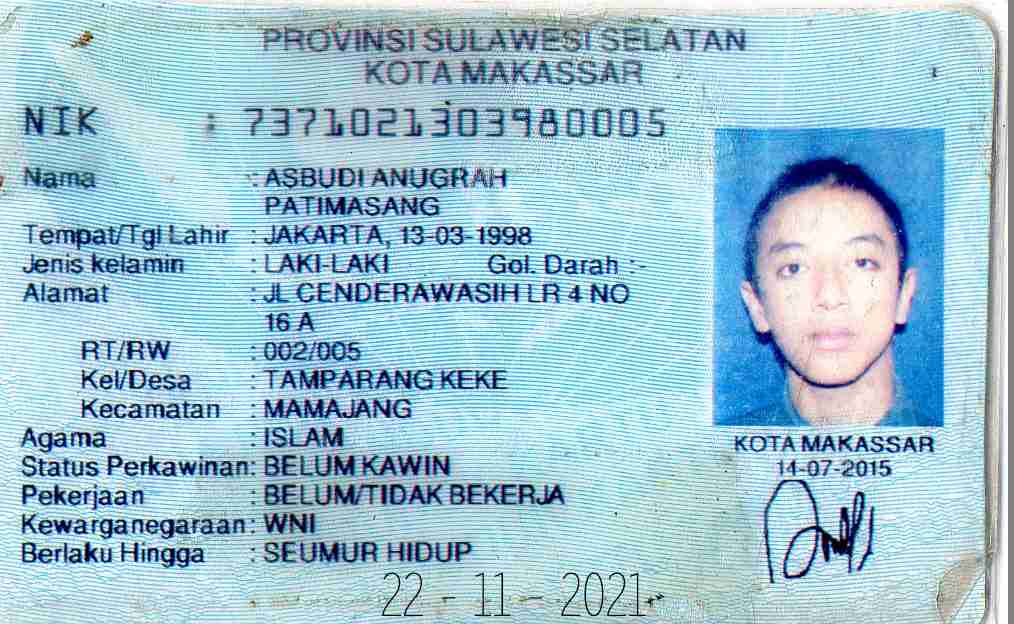 PROVINSI SULAWESI SELATAN
KOTA MAKASSAR
NIK : 7371021303980005
Nama : ASBUDI ANUGRAH
PATIMASANG
Tempat/Tgl Lahir : JAKARTA, 13-03-1998
Jenis kelamin : LAKI-LAKI Gol. Darah :-
Alamat : JL CENDERAWASIH LR 4 NO
16 A
RT/RW : 002/005
Kel/Desa : TAMPARANG KEKE
Kecamatan : MAMAJANG
Agama : ISLAM
Status Perkawinan: BELUM KAWIN
Pekerjaan : BELUM/TIDAK BEKERJA
Kewarganegaraan: WNI
Berlaku Hingga : SEUMUR HIDUP
KOTA MAKASSAR
14-07-2015
22 - 11 - 2021